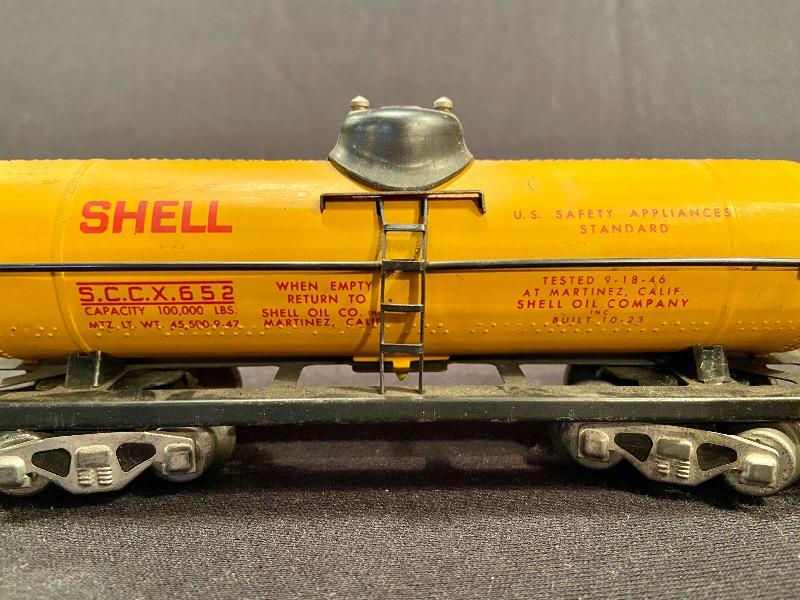 SHELL
S.C.C.X. 652
CAPACITY 100,000 LBS.
MTZ. LT. WT. 45,500-9-47
WHEN EMPTY
RETURN TO
SHELL OIL CO.
MARTINEZ, CALIF
U.S. SAFETY APPLIANCES
STANDARD
TESTED 9-18-46
AT MARTINEZ, CALIF.
SHELL OIL COMPANY
INC.
BUILT 10-23